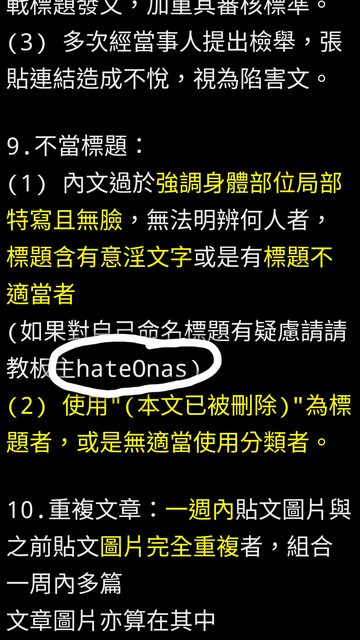 戰標題發文，加重其審核標準。
(3) 多次經當事人提出檢舉，張
貼連結造成不悅，視為陷害文。
9.不當標題：
(1) 內文過於強調身體部位局部
特寫且無臉，無法明辨何人者，
標題含有意淫文字或是有標題不
適當者
(如果對自己命名標題有疑慮請請
教板主hateOnas)
(2) 使用"(本文已被刪除)"為標
題者，或是無適當使用分類者。
10.重複文章：一週內貼文圖片與
之前貼文圖片完全重複者，組合
一周內多篇
文章圖片亦算在其中